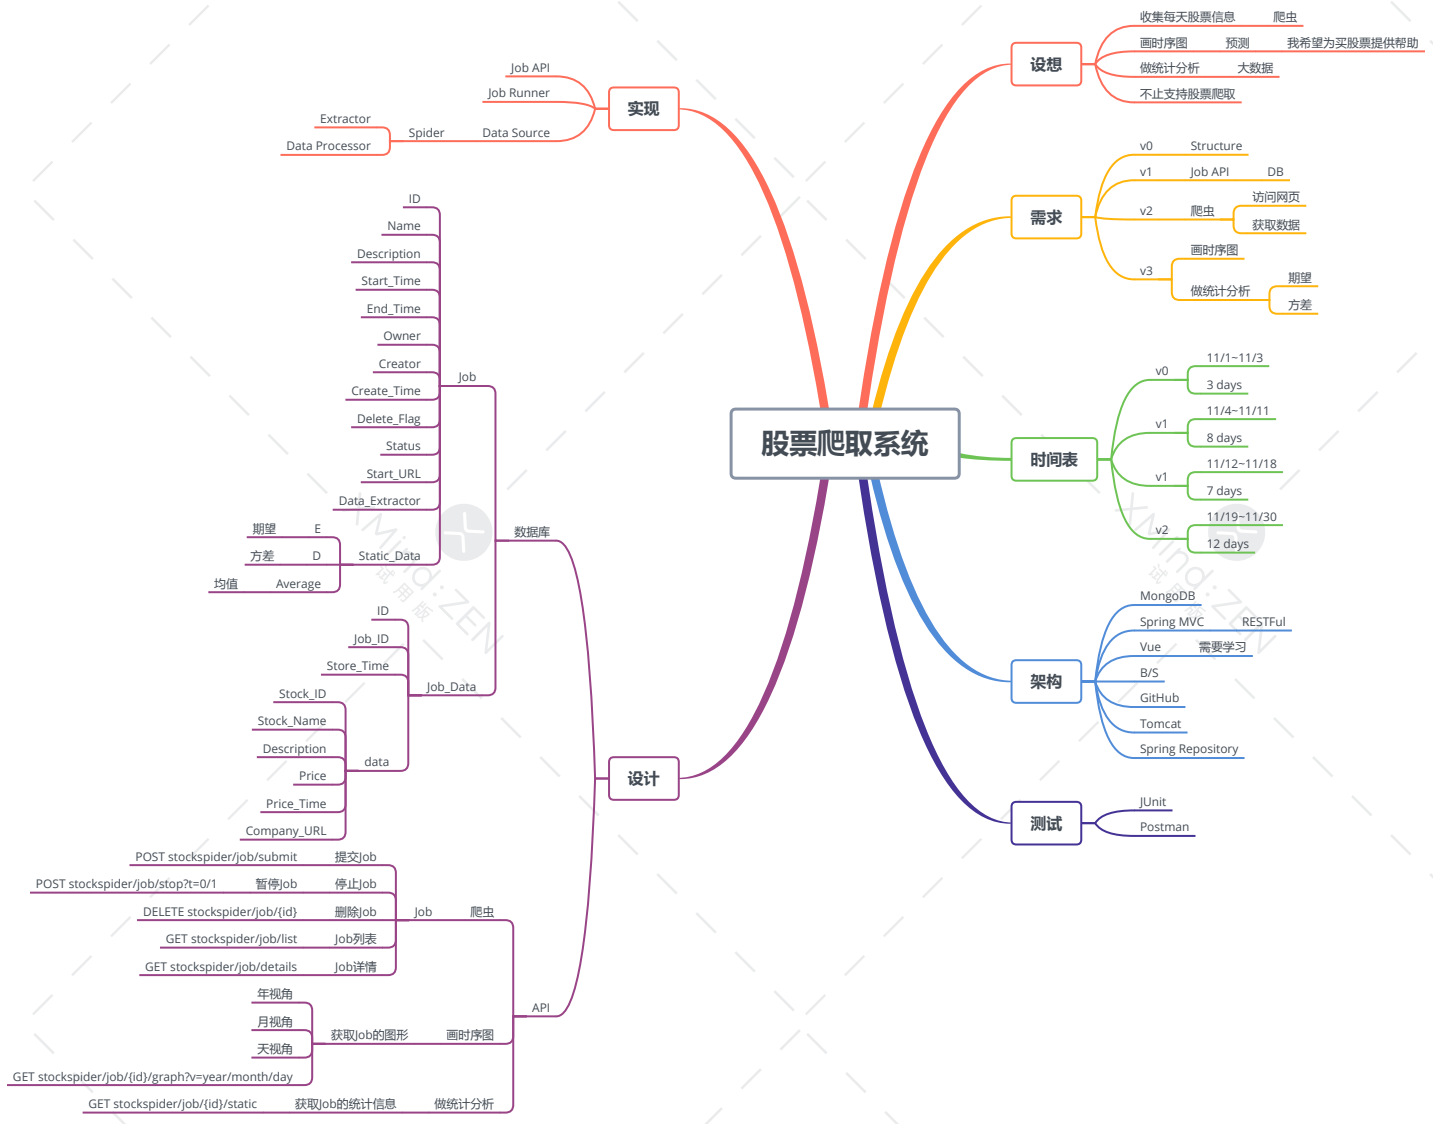 股票爬取系统
设想
收集每天股票信息 爬虫
画时序图 预测 我希望为买股票提供帮助
做统计分析 大数据
不止支持股票爬取
需求
v0 Structure
v1 Job API DB
v2 爬虫
访问网页
获取数据
v3
画时序图
做统计分析
期望
方差
时间表
v0
11/1~11/3
3 days
v1
11/4~11/11
8 days
v1
11/12~11/18
7 days
v2
11/19~11/30
12 days
架构
MongoDB
Spring MVC RESTFul
Vue 需要学习
B/S
GitHub
Tomcat
Spring Repository
测试
JUnit
Postman
实现
Job API
Job Runner
Data Source
Spider
Extractor
Data Processor
设计
数据库
Job
ID
Name
Description
Start_Time
End_Time
Owner
Creator
Create_Time
Delete_Flag
Status
Start_URL
Data_Extractor
Static_Data
期望 E
方差 D
均值 Average
Job_Data
ID
Job_ID
Store_Time
data
Stock_ID
Stock_Name
Description
Price
Price_Time
Company_URL
API
爬虫
Job
POST stockspider/job/submit 提交Job
POST stockspider/job/stop?t=0/1 暂停Job 停止Job
DELETE stockspider/job/{id} 删除Job
GET stockspider/job/list Job列表
GET stockspider/job/details Job详情
获取Job的图形 画时序图
年视角
月视角
天视角
GET stockspider/job/{id}/graph?v=year/month/day
GET stockspider/job/{id}/static 获取Job的统计信息 做统计分析
XMind:ZEN
试用版
XMind:ZEN
试用版